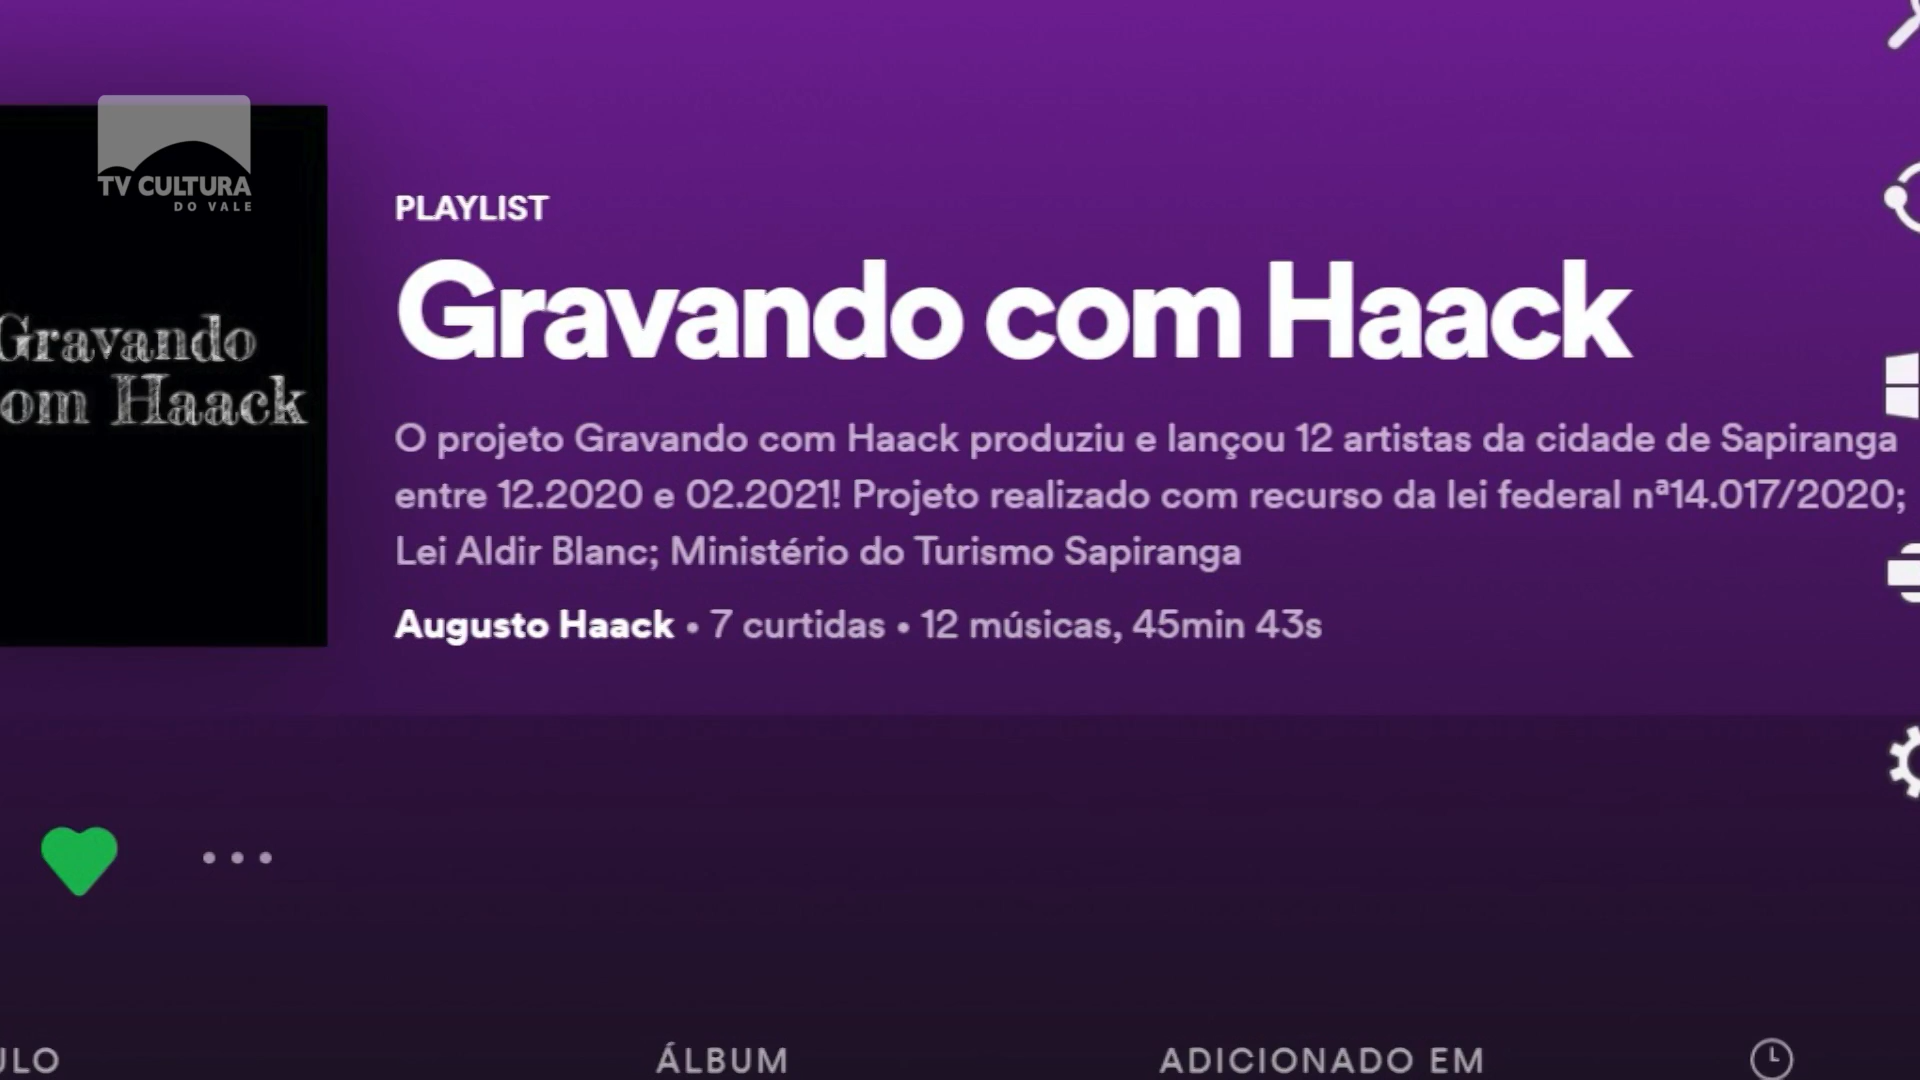 TV CULTURA
DO VALE
Gravando
om Haack
PLAYLIST
Gravando com Haack
O projeto Gravando com Haack produziu e lançou 12 artistas da cidade de Sapiranga
entre 12.2020 e 02.2021! Projeto realizado com recurso da lei federal nª14.017/2020;
Lei Aldir Blanc; Ministério do Turismo Sapiranga
Augusto Haack • 7 curtidas • 12 músicas, 45min 43s
ULO ÁLBUM ADICIONADO EM